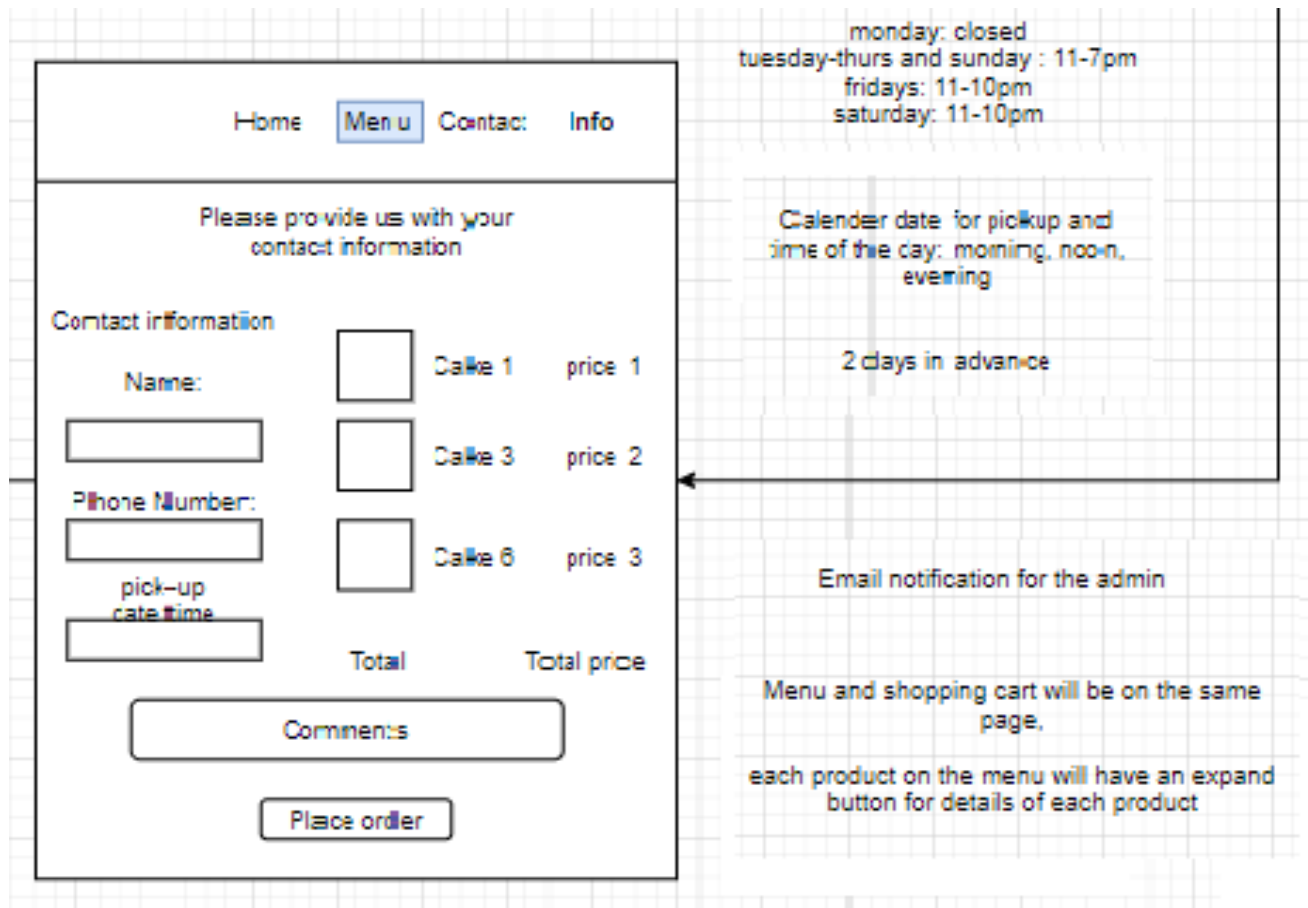 monday: closed
tuesday-thurs and sunday : 11-7pm
fridays: 11-10pm
saturday: 11-10pm
Home Menu Contact Info
Please provide us with your
contact information
Calender date for pickup and
time of the day: morning, noon,
evening
2 days in advance
Contact information
Name:
Phone Number:
pick-up
date/time
Cake 1 price 1
Cake 3 price 2
Cake 6 price 3
Total Total price
Comments
Place order
Email notification for the admin
Menu and shopping cart will be on the same
page,
each product on the menu will have an expand
button for details of each product